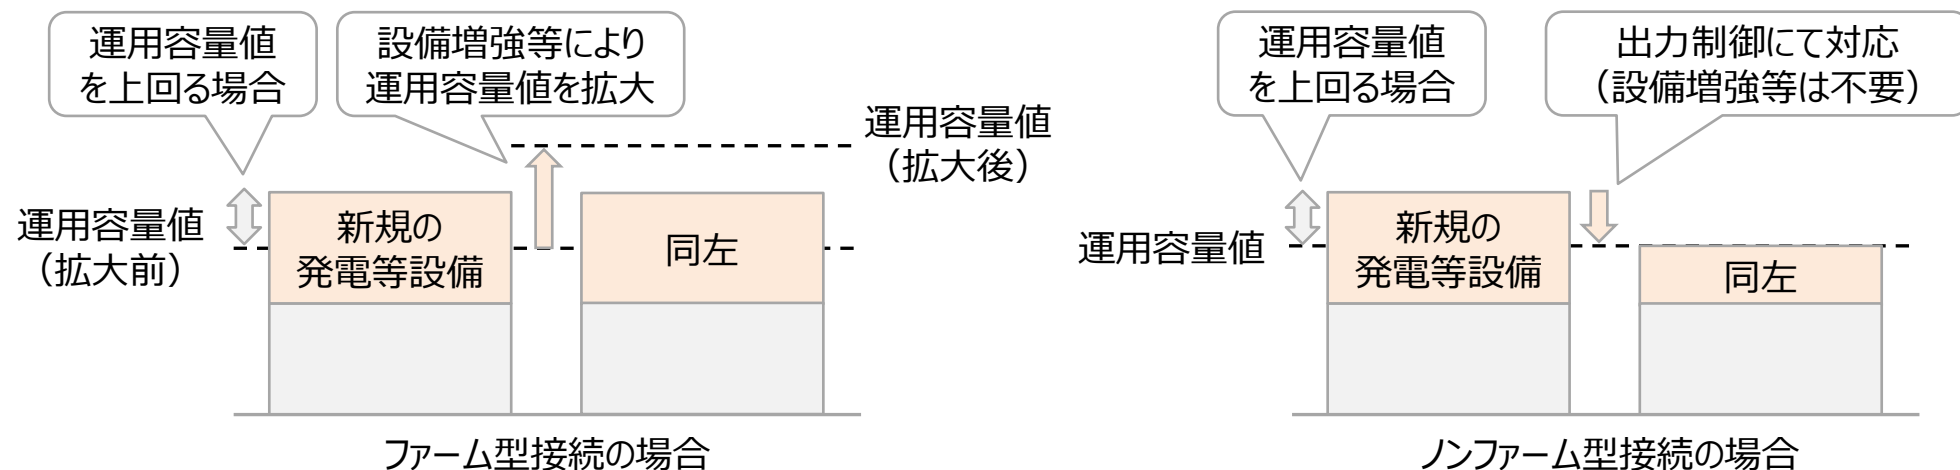 運用容量値
を上回る場合
設備増強等により
運用容量値を拡大
運用容量値
（拡大後）
運用容量値
（拡大前）
新規の
発電等設備
同左
ファーム型接続の場合
運用容量値
を上回る場合
出力制御にて対応
（設備増強等は不要）
運用容量値
新規の
発電等設備
同左
ノンファーム型接続の場合